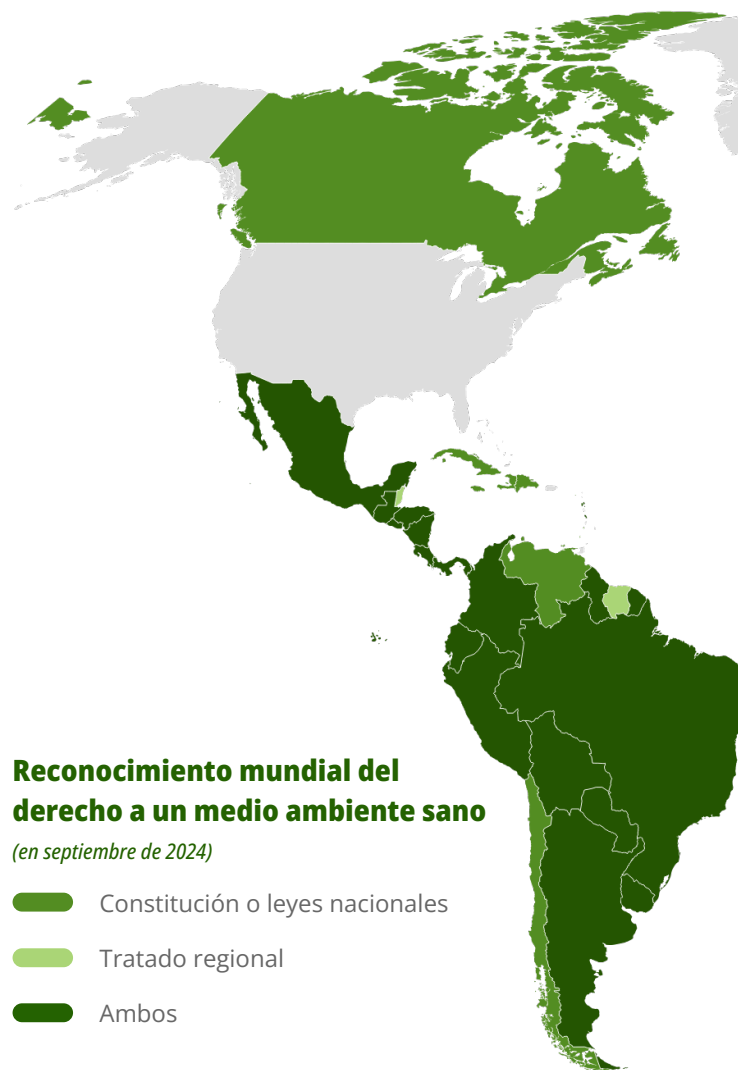 Reconocimiento mundial del
derecho a un medio ambiente sano
(en septiembre de 2024)
Constitución o leyes nacionales
Tratado regional
Ambos